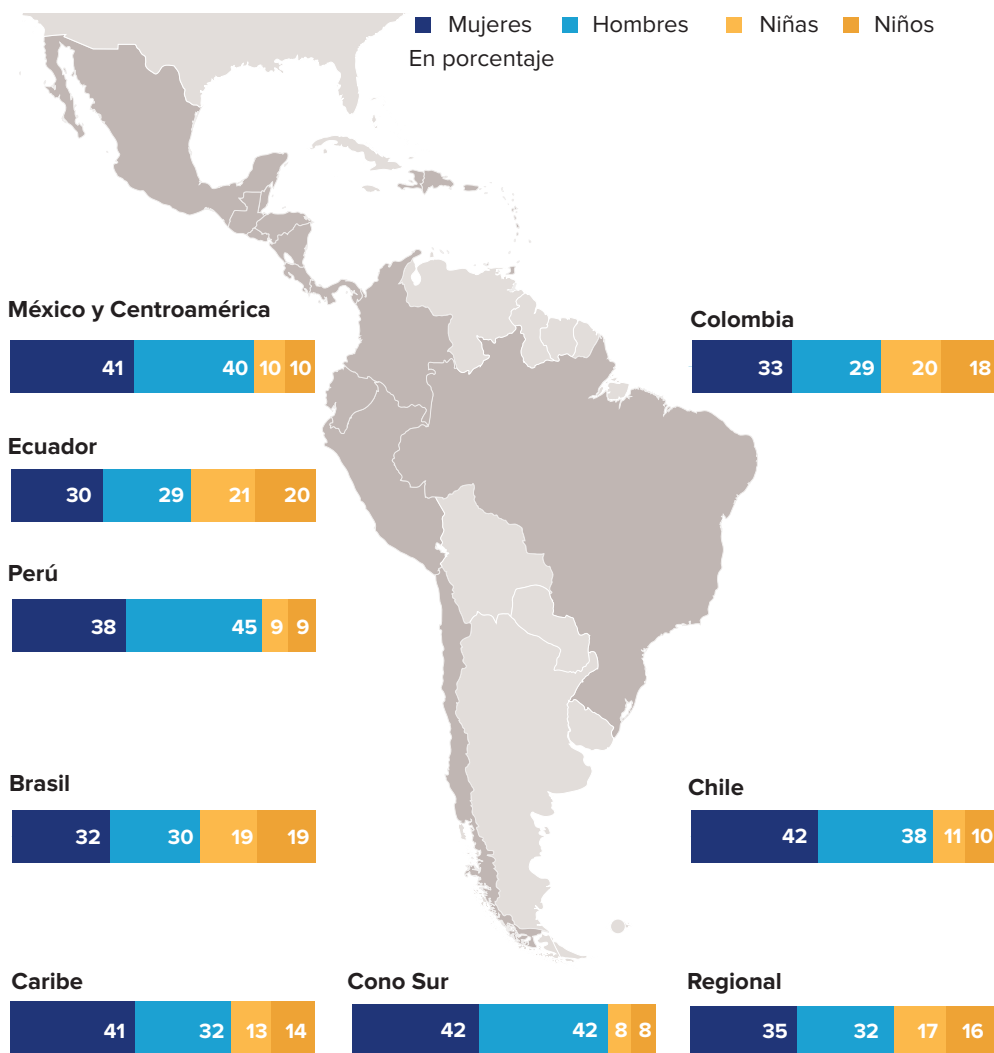 Mujeres Hombres Niñas Niños
En porcentaje
México y Centroamérica
41 40 10 10
Colombia
33 29 20 18
Ecuador
30 29 21 20
Perú
38 45 9 9
Brasil
32 30 19 19
Chile
42 38 11 10
Caribe
41 32 13 14
Cono Sur
42 42 8 8
Regional
35 32 17 16